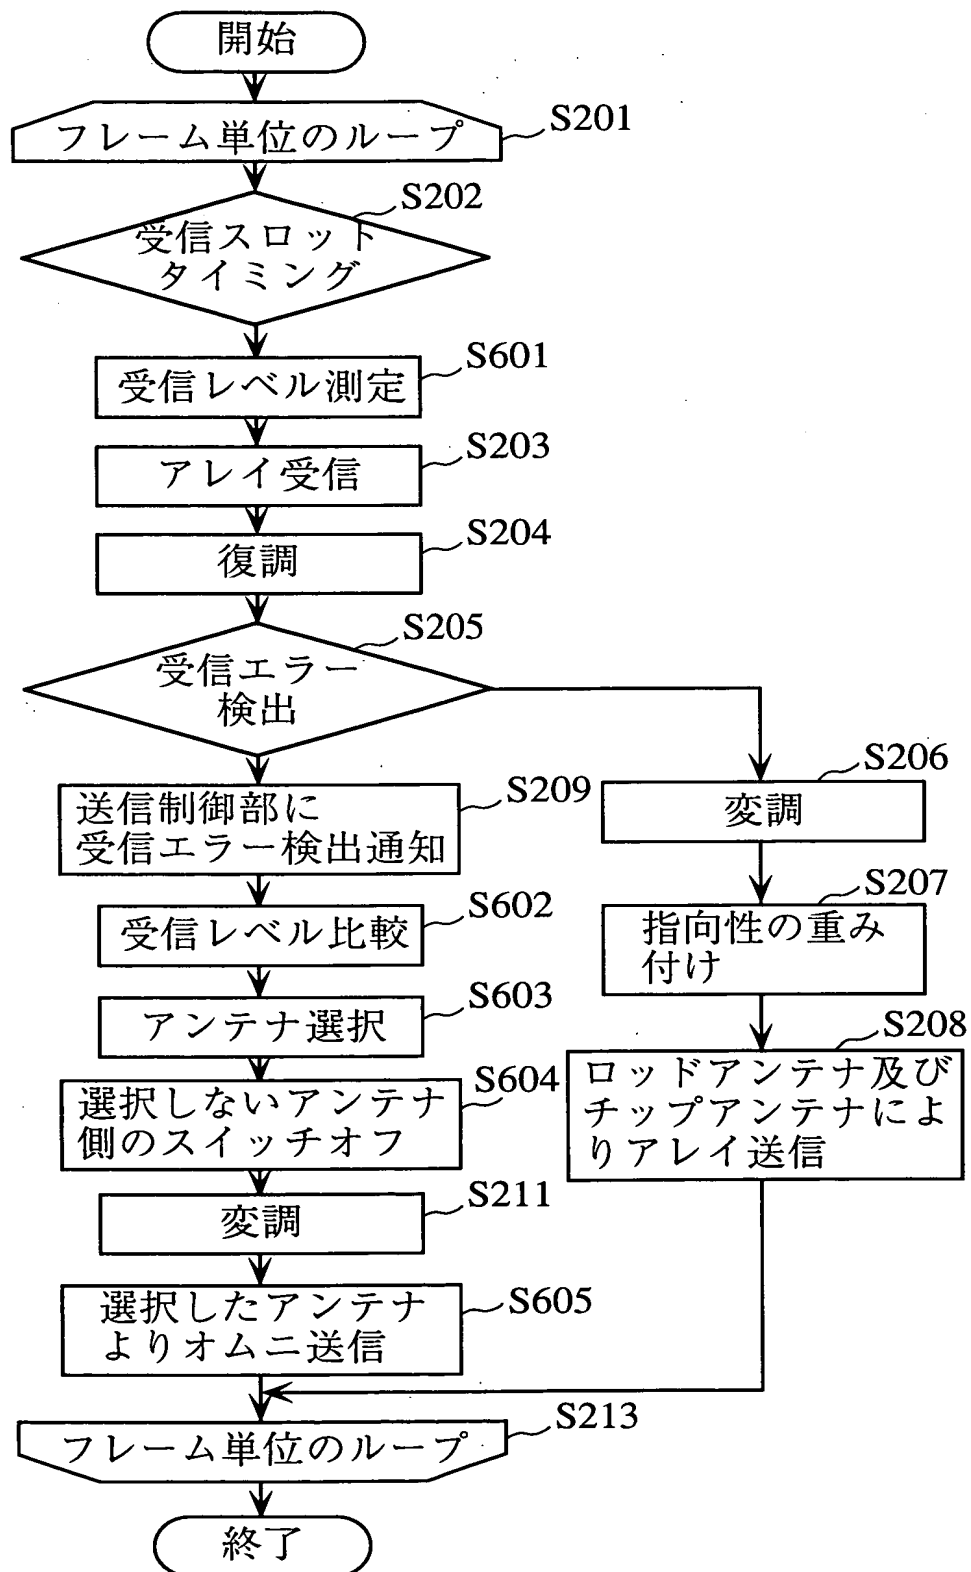 開始
フレーム単位のループ
S201
S202
受信スロット
タイミング
S601
受信レベル測定
S203
アレイ受信
S204
復調
S205
受信エラー
検出
S209
送信制御部に
受信エラー検出通知
S602
受信レベル比較
S603
アンテナ選択
S604
選択しないアンテナ
側のスイッチオフ
S211
変調
S605
選択したアンテナ
よりオムニ送信
S206
変調
S207
指向性の重み
付け
S208
ロッドアンテナ及び
チップアンテナによ
りアレイ送信
S213
フレーム単位のループ
終了